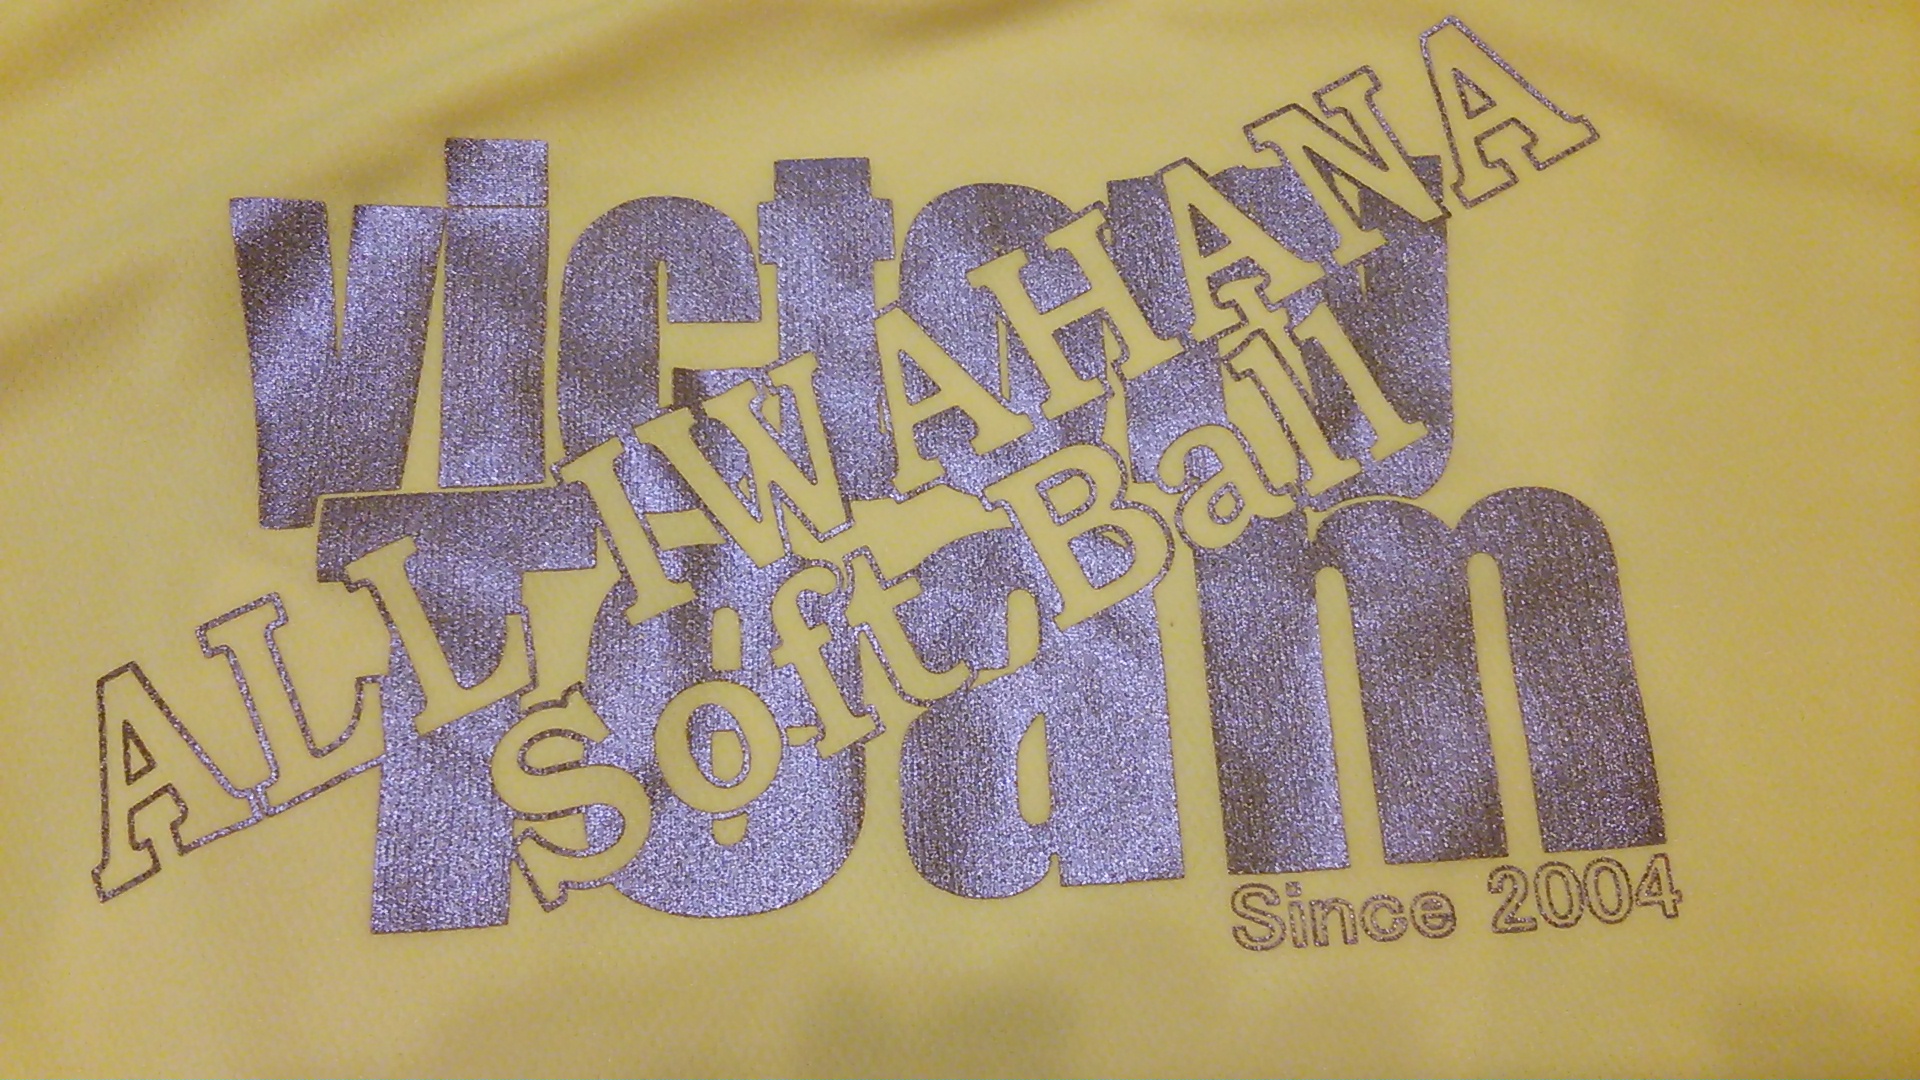 victory
Team
ALL IWAHANA
Soft Ball
Since 2004